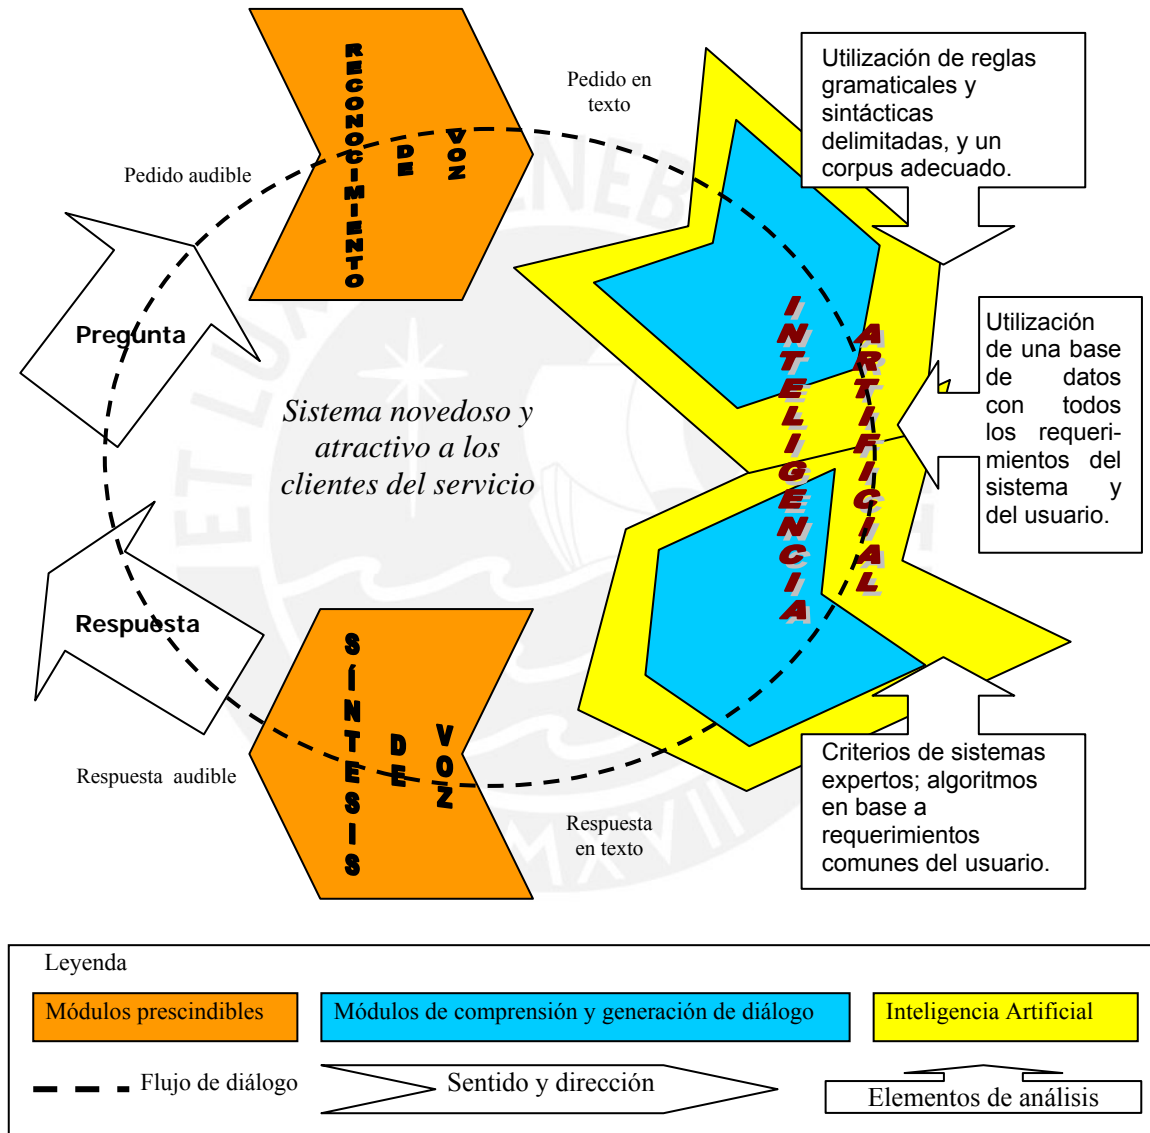 RECONOCIMIENTO
DE
VOZ
Pedido en
texto
Utilización de reglas
gramaticales y
sintácticas
delimitadas, y un
corpus adecuado.
Pedido audible
Pregunta
INTELIGENCIA
ARTIFICIAL
Utilización
de una base
de datos
con todos
los requeri-
mientos del
sistema y
del usuario.
Sistema novedoso y
atractivo a los
clientes del servicio
Respuesta
SÍNTESIS
DE
VOZ
Respuesta audible
Respuesta
en texto
Criterios de sistemas
expertos; algoritmos
en base a
requerimientos
comunes del usuario.
ET LUX
TENEB
MXVII
Leyenda
Módulos prescindibles
Módulos de comprensión y generación de diálogo
Inteligencia Artificial
Flujo de diálogo
Sentido y dirección
Elementos de análisis